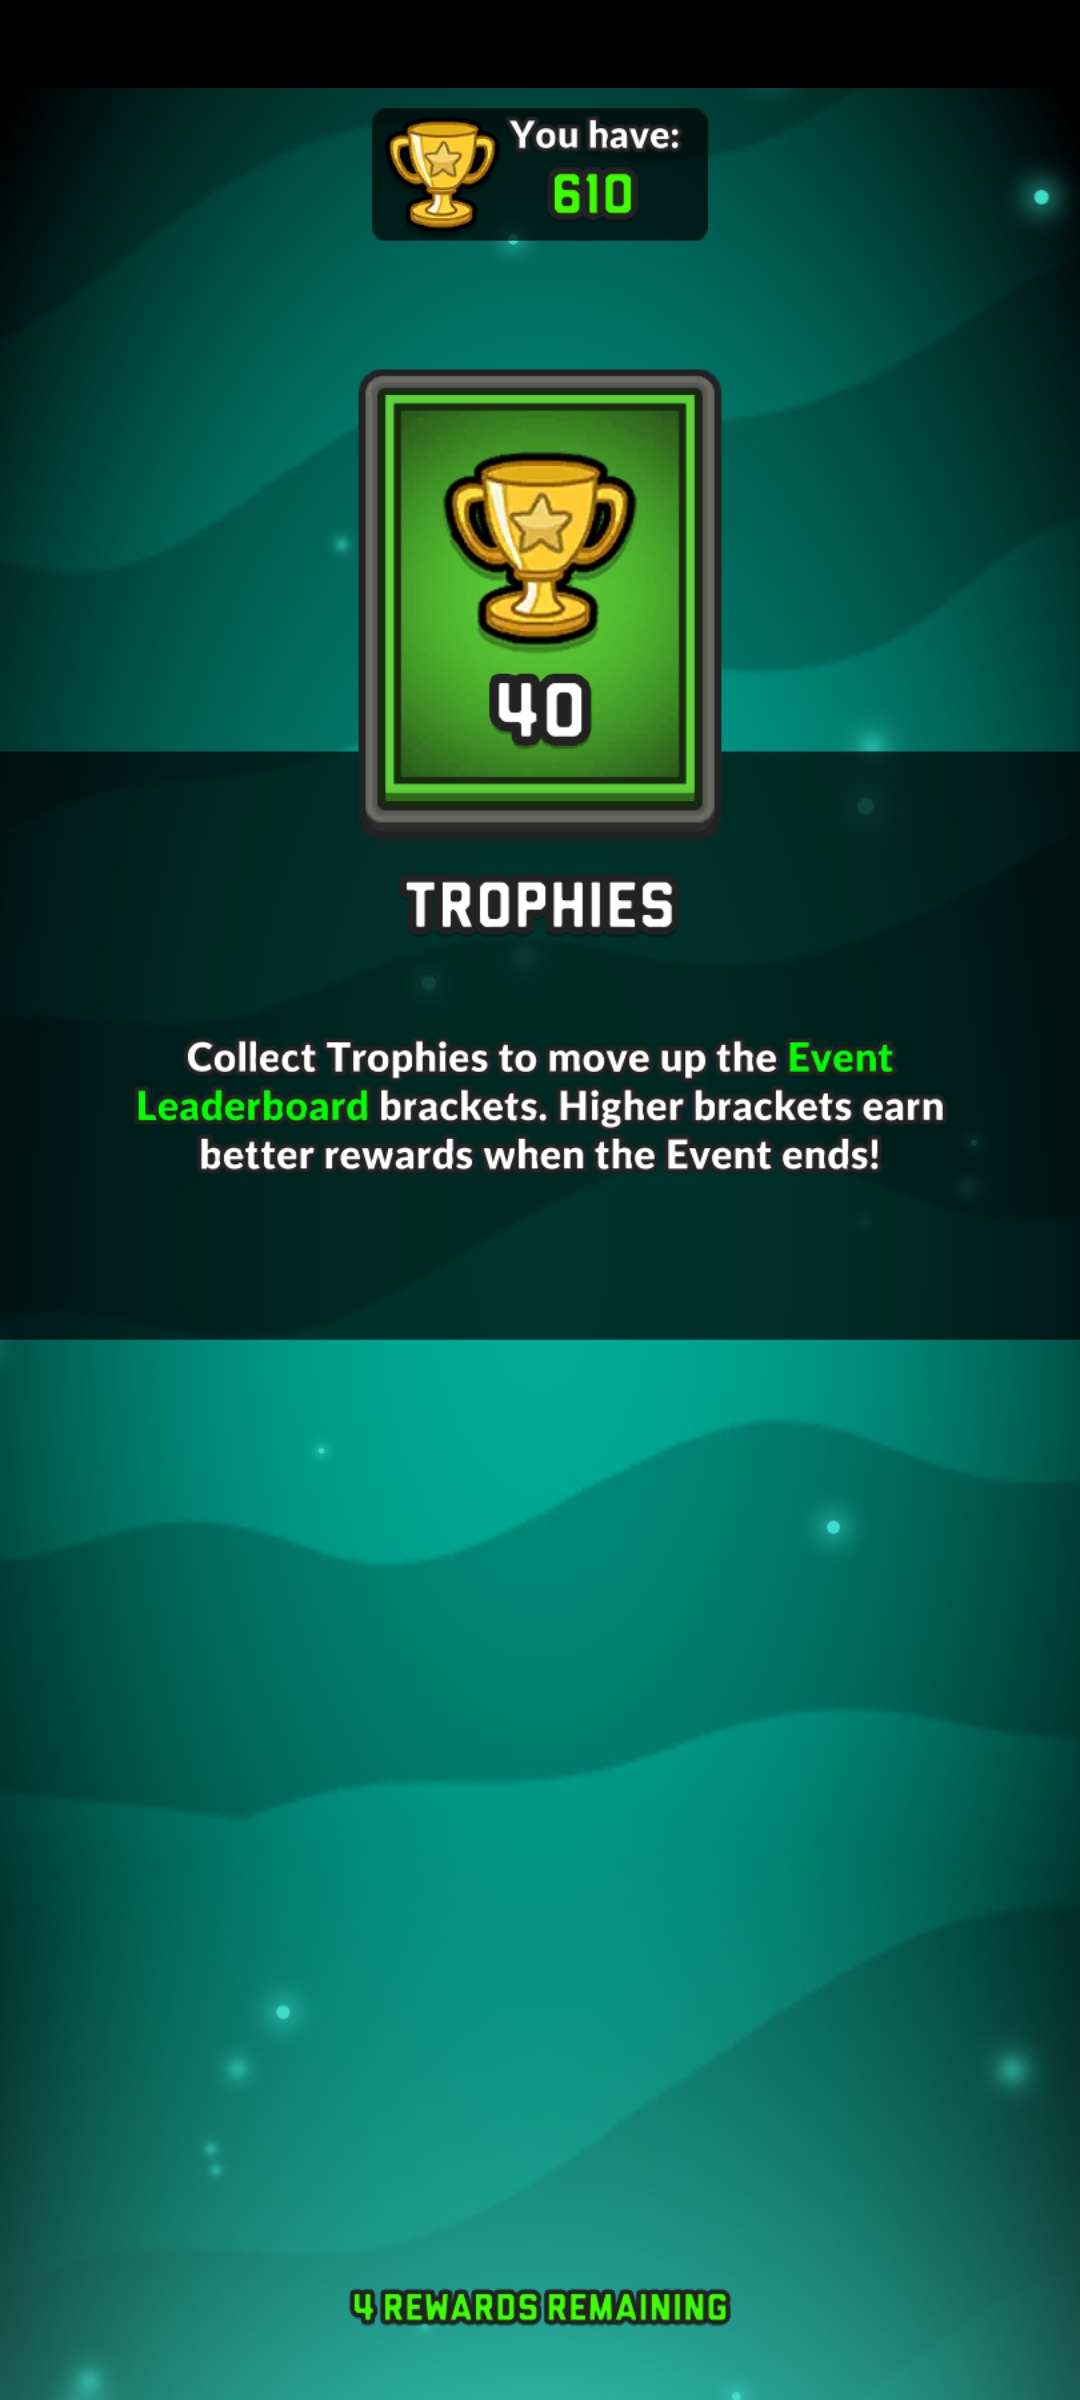 You have:
610
40
TROPHIES
Collect Trophies to move up the Event
Leaderboard brackets. Higher brackets earn
better rewards when the Event ends!
4 REWARDS REMAINING